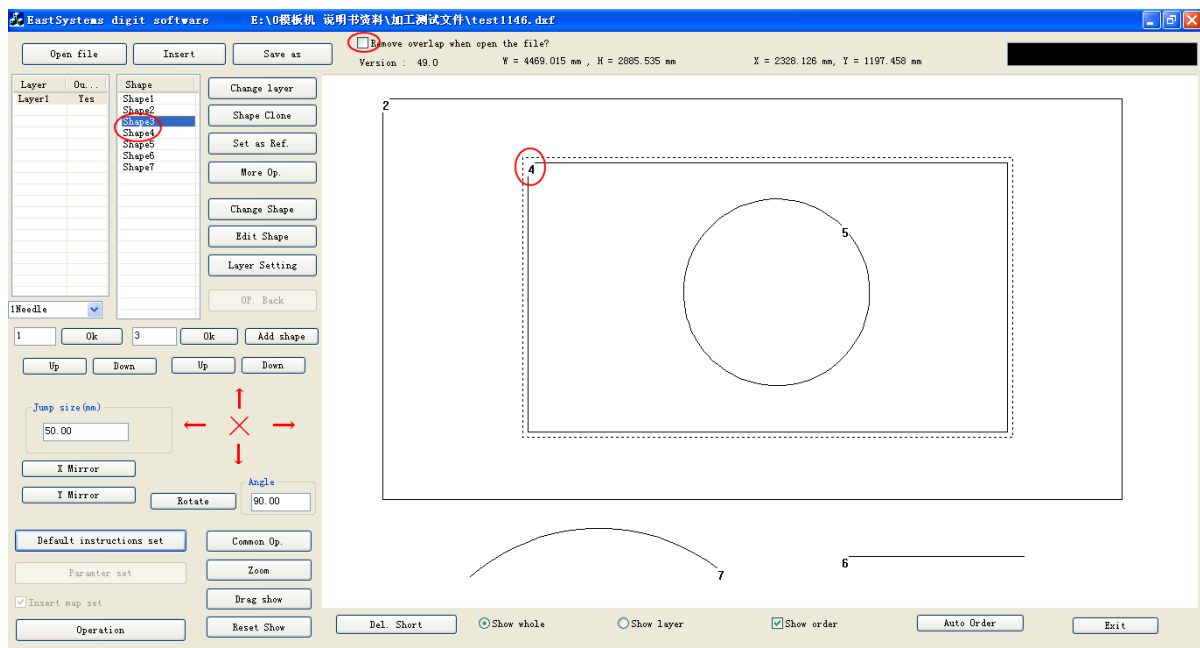 EastSystems digit software E:\0模板机 说明书资料\加工测试文件\test1146.dxf
Open file Insert Save as
Remove overlap when open the file?
Version : 49.0 W = 4469.015 mm , H = 2885.535 mm X = 2328.126 mm, Y = 1197.458 mm
Layer Ou... Shape
Layer1 Yes Shape1
Shape2
Shape3
Shape4
Shape5
Shape6
Shape7
Change layer
Shape Clone
Set as Ref.
More Op.
Change Shape
Edit Shape
Layer Setting
OP. Back
1Needle
1 Ok 3 Ok Add shape
Up Down Up Down
Jump size(mm)
50.00
X Mirror
Y Mirror
Rotate
Angle
90.00
Default instructions set Common Op.
Paramter set Zoom
Insert map set Drag show
Operation Reset Show
2
4
5
6
7
Del. Short Show whole Show layer Show order Auto Order Exit